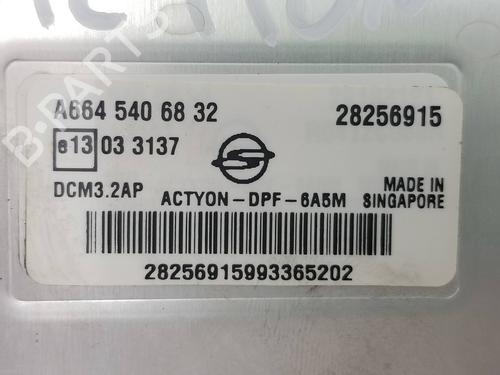 A664 540 68 32 28256915
e13 03 3137
DCM3.2AP ACTYON-DPF-6A5M MADE IN SINGAPORE
28256915993365202
B-PARTS